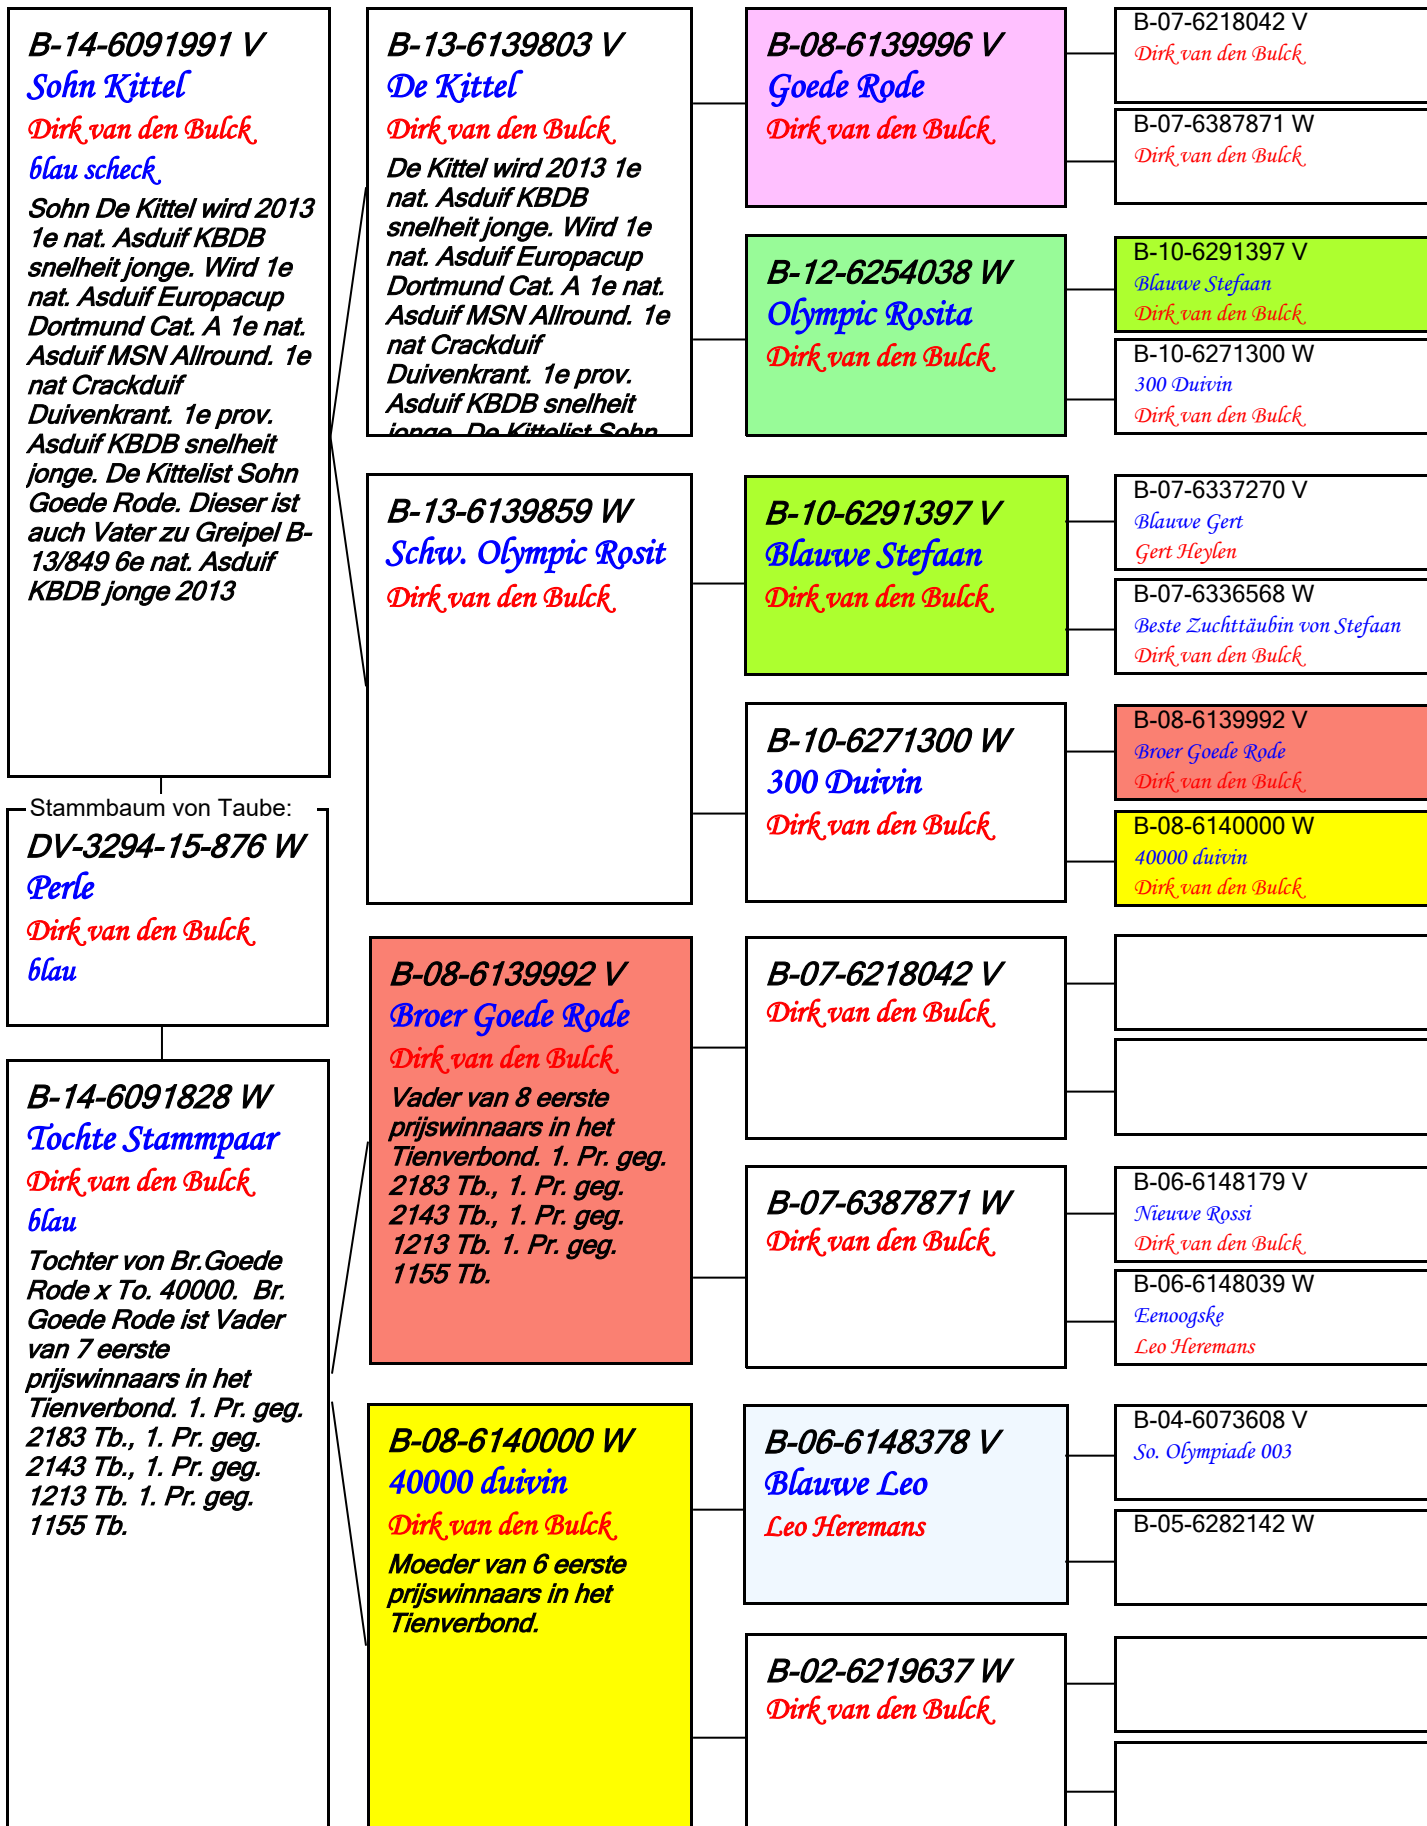 B-14-6091991 V
Sohn Kittel
Dirk van den Bulck
blau scheck
Sohn De Kittel wird 2013
1e nat. Asduif KBDB
snelheit jonge. Wird 1e
nat. Asduif Europacup
Dortmund Cat. A 1e nat.
Asduif MSN Allround. 1e
nat Crackduif
Duivenkrant. 1e prov.
Asduif KBDB snelheit
jonge. De Kittelist Sohn
Goede Rode. Dieser ist
auch Vater zu Greipel B-
13/849 6e nat. Asduif
KBDB jonge 2013
Stammbaum von Taube:
DV-3294-15-876 W
Perle
Dirk van den Bulck
blau
B-14-6091828 W
Tochte Stammpaar
Dirk van den Bulck
blau
Tochter von Br.Goede
Rode x To. 40000.  Br.
Goede Rode ist Vader
van 7 eerste
prijswinnaars in het
Tienverbond. 1. Pr. geg.
2183 Tb., 1. Pr. geg.
2143 Tb., 1. Pr. geg.
1213 Tb. 1. Pr. geg.
1155 Tb.
B-13-6139803 V
De Kittel
Dirk van den Bulck
De Kittel wird 2013 1e
nat. Asduif KBDB
snelheit jonge. Wird 1e
nat. Asduif Europacup
Dortmund Cat. A 1e nat.
Asduif MSN Allround. 1e
nat Crackduif
Duivenkrant. 1e prov.
Asduif KBDB snelheit
jonge. De Kittelist Sohn
B-13-6139859 W
Schw. Olympic Rosit
Dirk van den Bulck
B-08-6139992 V
Broer Goede Rode
Dirk van den Bulck
Vader van 8 eerste
prijswinnaars in het
Tienverbond. 1. Pr. geg.
2183 Tb., 1. Pr. geg.
2143 Tb., 1. Pr. geg.
1213 Tb. 1. Pr. geg.
1155 Tb.
B-08-6140000 W
40000 duivin
Dirk van den Bulck
Moeder van 6 eerste
prijswinnaars in het
Tienverbond.
B-08-6139996 V
Goede Rode
Dirk van den Bulck
B-12-6254038 W
Olympic Rosita
Dirk van den Bulck
B-10-6291397 V
Blauwe Stefaan
Dirk van den Bulck
B-10-6271300 W
300 Duivin
Dirk van den Bulck
B-07-6218042 V
Dirk van den Bulck
B-07-6387871 W
Dirk van den Bulck
B-06-6148378 V
Blauwe Leo
Leo Heremans
B-02-6219637 W
Dirk van den Bulck
B-07-6218042 V
Dirk van den Bulck
B-07-6387871 W
Dirk van den Bulck
B-10-6291397 V
Blauwe Stefaan
Dirk van den Bulck
B-10-6271300 W
300 Duivin
Dirk van den Bulck
B-07-6337270 V
Blauwe Gert
Gert Heylen
B-07-6336568 W
Beste Zuchttäubin von Stefaan
Dirk van den Bulck
B-08-6139992 V
Broer Goede Rode
Dirk van den Bulck
B-08-6140000 W
40000 duivin
Dirk van den Bulck
B-06-6148179 V
Nieuwe Rossi
Dirk van den Bulck
B-06-6148039 W
Eenoogske
Leo Heremans
B-04-6073608 V
So. Olympiade 003
B-05-6282142 W